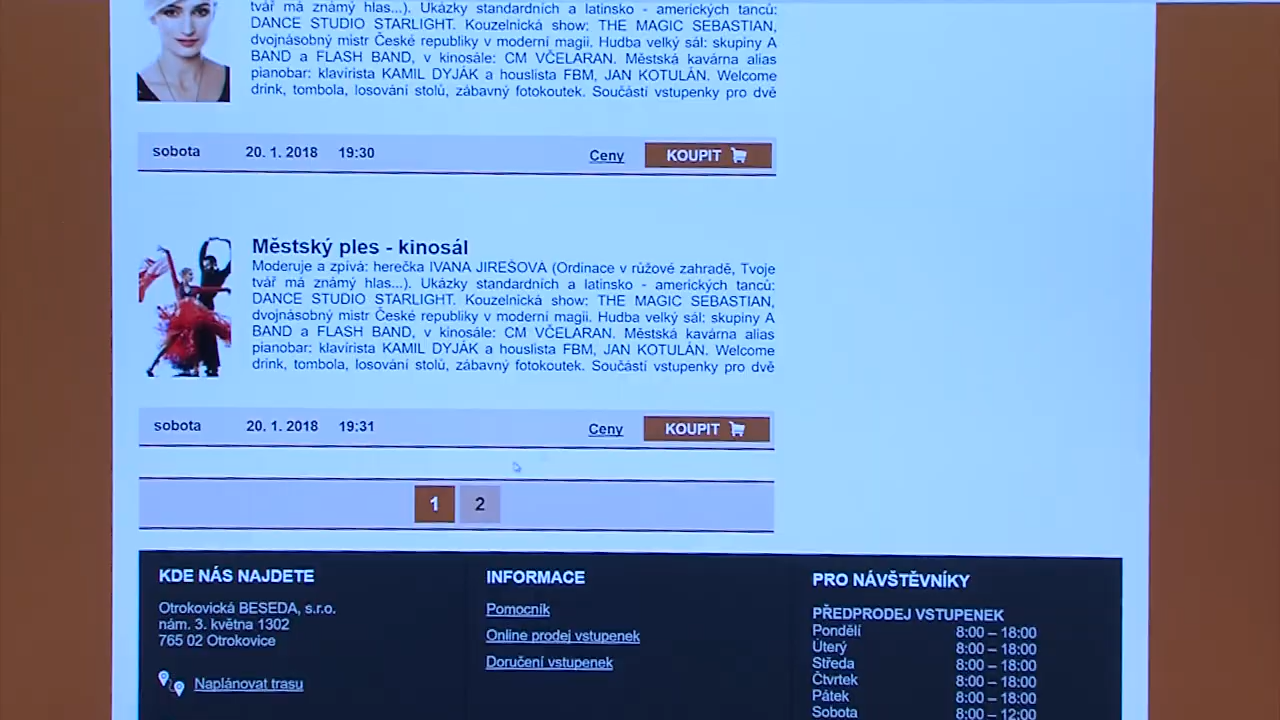 tvář má známý hlas...). Ukázky standardních a latinsko - amerických tanců:
DANCE STUDIO STARLIGHT. Kouzelnická show: THE MAGIC SEBASTIAN,
dvojnásobný mistr České republiky v moderní magii. Hudba velký sál: skupiny A
BAND a FLASH BAND, v kinosále: CM VČELARAN. Městská kavárna alias
pianobar: klavírista KAMIL DYJÁK a houslista FBM, JAN KOTULÁN. Welcome
drink, tombola, losování stolů, zábavný fotokoutek. Součástí vstupenky pro dvě
sobota 20. 1. 2018 19:30 Ceny KOUPIT
Městský ples - kinosál
Moderuje a zpívá: herečka IVANA JIREŠOVÁ (Ordinace v růžové zahradě, Tvoje
tvář má známý hlas...). Ukázky standardních a latinsko - amerických tanců:
DANCE STUDIO STARLIGHT. Kouzelnická show: THE MAGIC SEBASTIAN,
dvojnásobný mistr České republiky v moderní magii. Hudba velký sál: skupiny A
BAND a FLASH BAND, v kinosále: CM VČELARAN. Městská kavárna alias
pianobar: klavírista KAMIL DYJÁK a houslista FBM, JAN KOTULÁN. Welcome
drink, tombola, losování stolů, zábavný fotokoutek. Součástí vstupenky pro dvě
sobota 20. 1. 2018 19:31 Ceny KOUPIT
1 2
KDE NÁS NAJDETE
Otrokovická BESEDA, s.r.o.
nám. 3. května 1302
765 02 Otrokovice
Naplánovat trasu
INFORMACE
Pomocník
Online prodej vstupenek
Doručení vstupenek
PRO NÁVŠTĚVNÍKY
PŘEDPRODEJ VSTUPENEK
Pondělí 8:00 – 18:00
Úterý 8:00 – 18:00
Středa 8:00 – 18:00
Čtvrtek 8:00 – 18:00
Pátek 8:00 – 18:00
Sobota 8:00 – 12:00